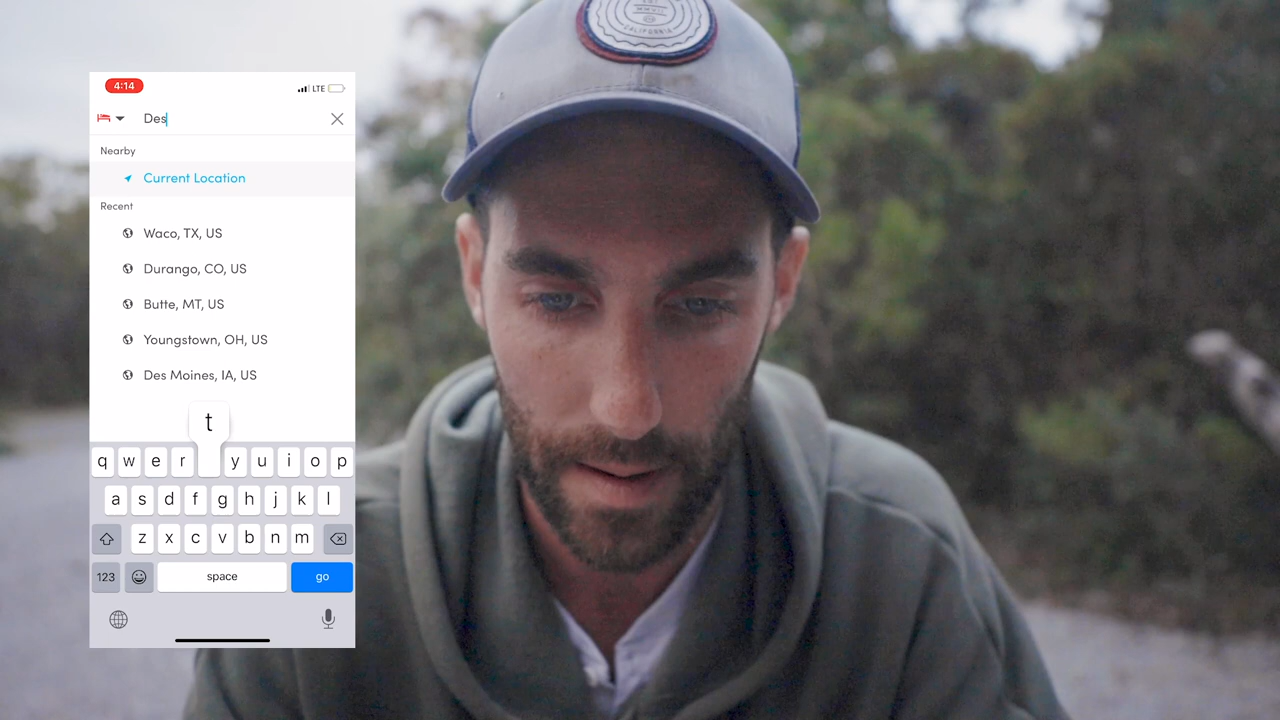 CALIFORNIA
4:14
LTE
Des
Nearby
Current Location
Recent
Waco, TX, US
Durango, CO, US
Butte, MT, US
Youngstown, OH, US
Des Moines, IA, US
t
q w e r y u i o p
a s d f g h j k l
z x c v b n m
123 space go